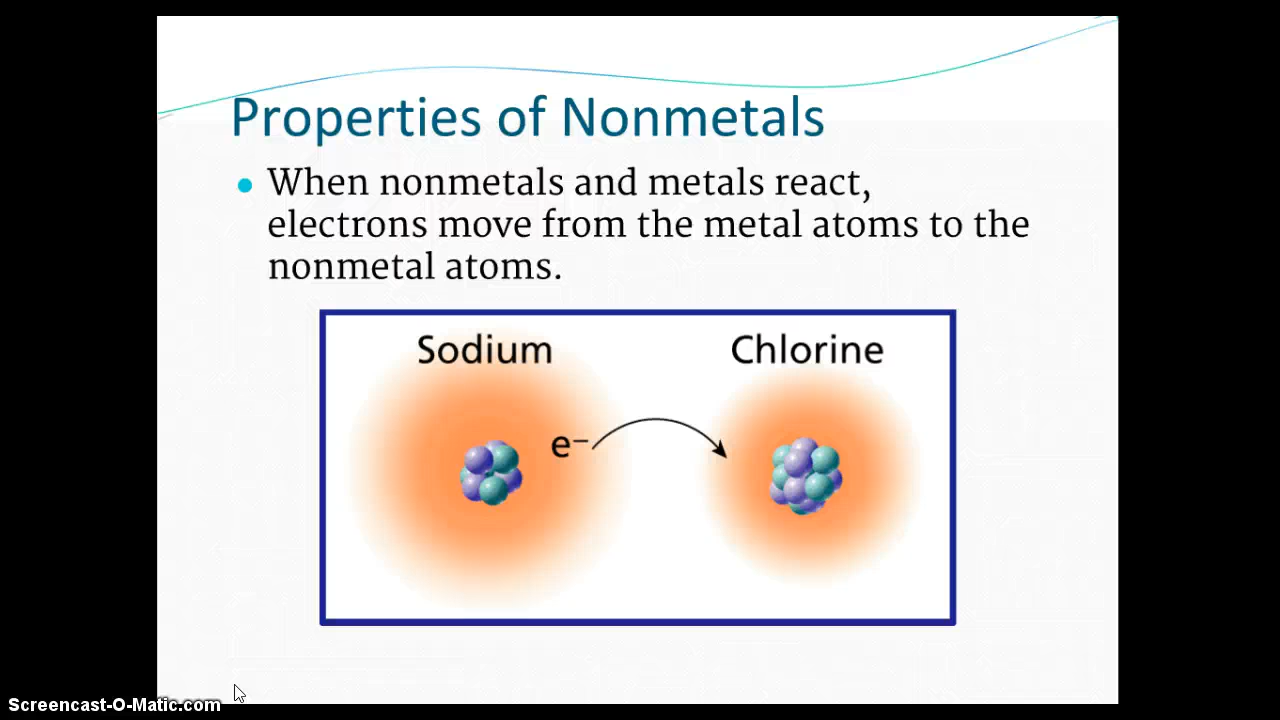 Properties of Nonmetals
When nonmetals and metals react,
electrons move from the metal atoms to the
nonmetal atoms.
Sodium
Chlorine
e−
Screencast-O-Matic.com